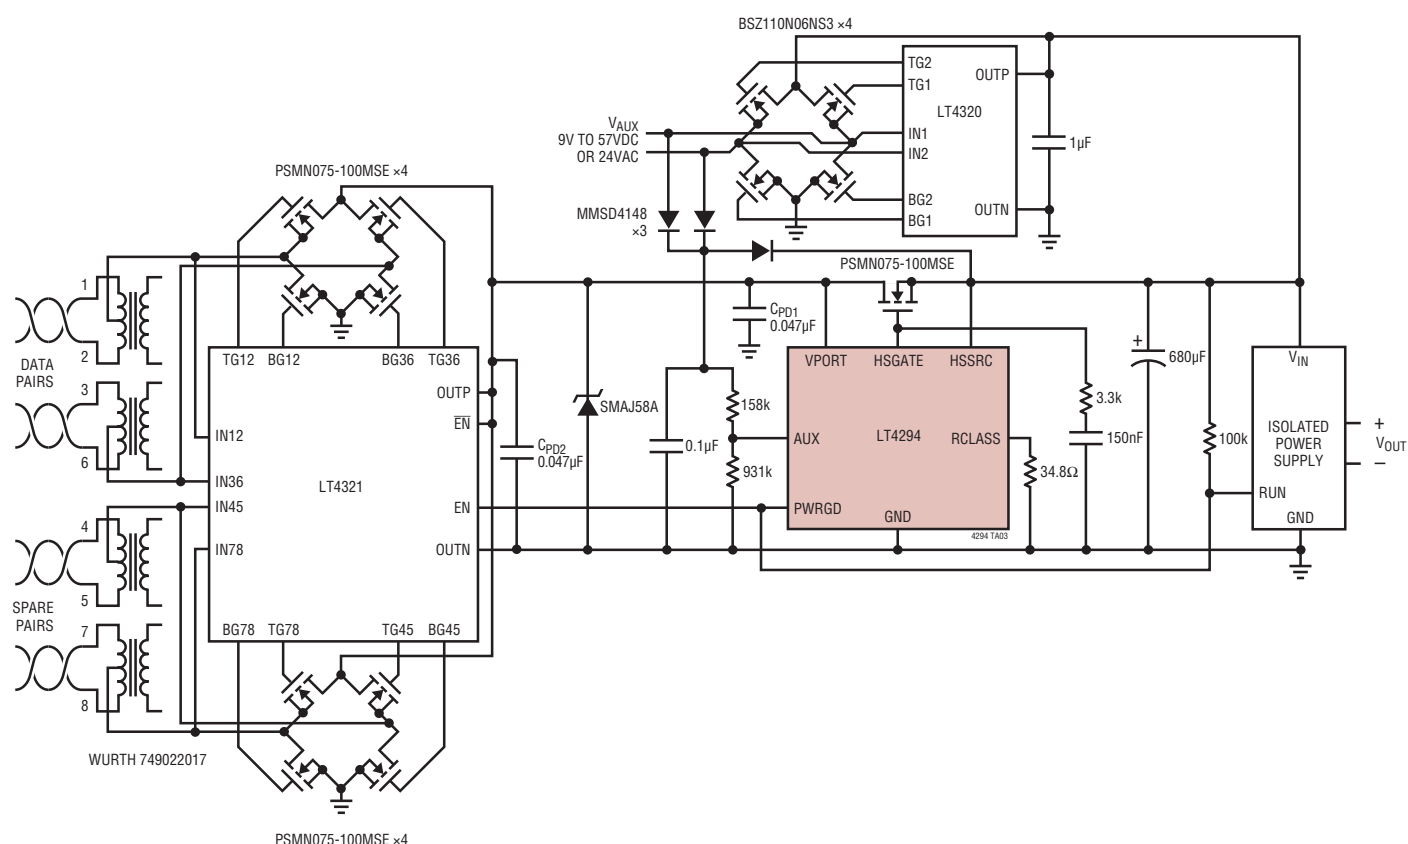 BSZ110N06NS3 ×4
TG2
TG1
OUTP
LT4320
VAUX
9V TO 57VDC
OR 24VAC
IN1
IN2
1µF
BG2
BG1
OUTN
MMSD4148
×3
PSMN075-100MSE ×4
PSMN075-100MSE
1
2
DATA
PAIRS
3
6
TG12
BG12
BG36
TG36
OUTP
EN
IN12
IN36
IN45
IN78
LT4321
EN
OUTN
BG78
TG78
TG45
BG45
CPD2
0.047µF
SMAJ58A
CPD1
0.047µF
0.1µF
158k
931k
VPORT
HSGATE
HSSRC
AUX
LT4294
RCLASS
PWRGD
GND
4294 TA03
34.8Ω
3.3k
150nF
+
680µF
100k
VIN
ISOLATED
POWER
SUPPLY
RUN
GND
+
VOUT
–
4
5
SPARE
PAIRS
7
8
WURTH 749022017
PSMN075-100MSE ×4